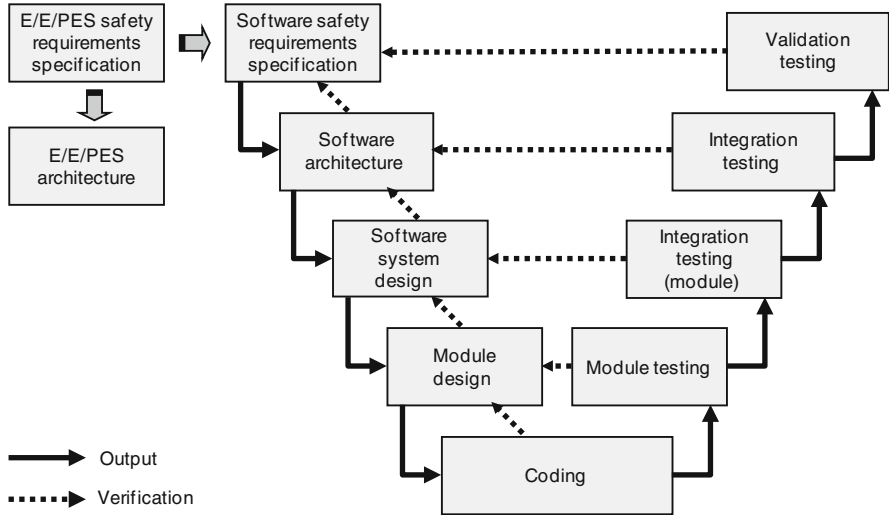 E/E/PES safety
requirements
specification
Software safety
requirements
specification
Validation
testing
E/E/PES
architecture
Software
architecture
Integration
testing
Software
system
design
Integration
testing
(module)
Module
design
Module testing
Coding
Output
Verification